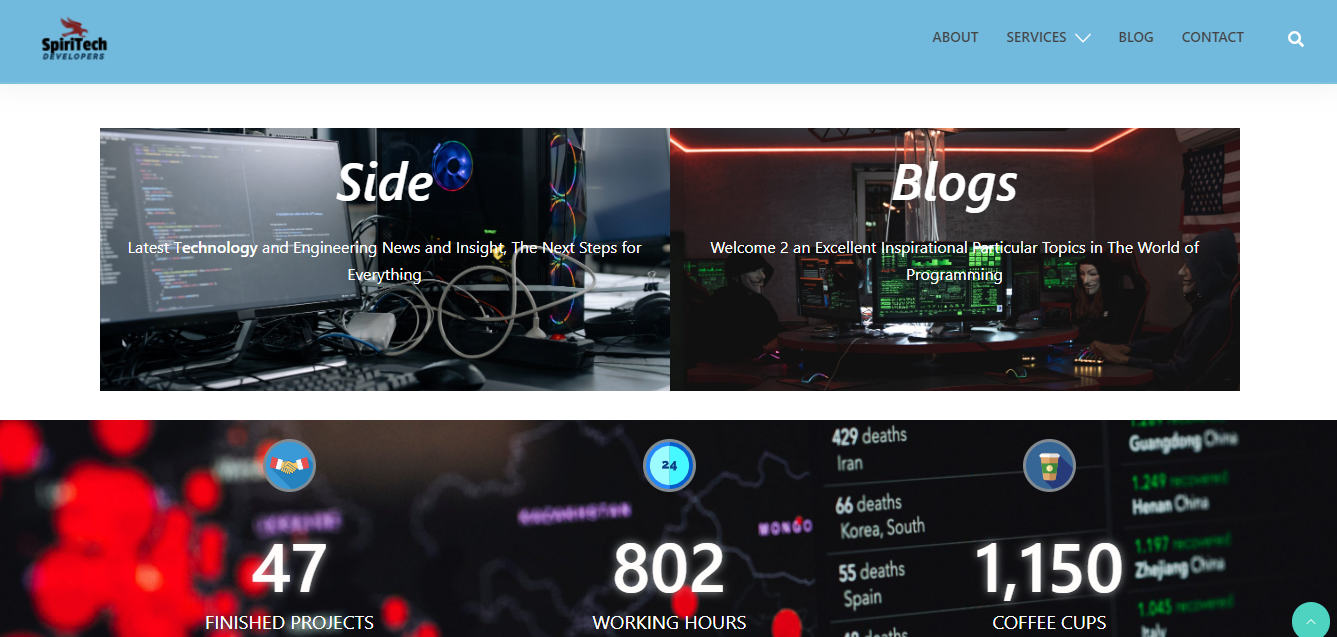 SpiriTech
DEVELOPERS
ABOUT
SERVICES
BLOG
CONTACT
Side
Latest Technology and Engineering News and Insight, The Next Steps for
Everything
Blogs
Welcome 2 an Excellent Inspirational Particular Topics in The World of
Programming
24
47
FINISHED PROJECTS
802
WORKING HOURS
1,150
COFFEE CUPS
MONGO
429 deaths
Iran
66 deaths
Korea, South
55 deaths
Spain
Guangdong China
1.249 recovered
Henan China
1.197 recovered
Zhejiang China
1.045 recovered
Italy